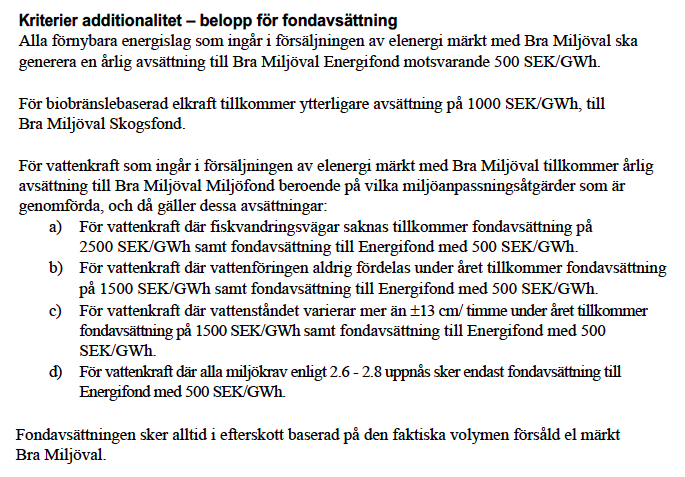 Kriterier additionalitet – belopp för fondavsättning
Alla förnybara energislag som ingår i försäljningen av elenergi märkt med Bra Miljöval ska
generera en årlig avsättning till Bra Miljöval Energifond motsvarande 500 SEK/GWh.
För biobränslebaserad elkraft tillkommer ytterligare avsättning på 1000 SEK/GWh, till
Bra Miljöval Skogsfond.
För vattenkraft som ingår i försäljningen av elenergi märkt med Bra Miljöval tillkommer årlig
avsättning till Bra Miljöval Miljöfond beroende på vilka miljöanpassningsåtgärder som är
genomförda, och då gäller dessa avsättningar:
a) För vattenkraft där fiskvandringsvägar saknas tillkommer fondavsättning på
2500 SEK/GWh samt fondavsättning till Energifond med 500 SEK/GWh.
b) För vattenkraft där vattenföringen aldrig fördelas under året tillkommer fondavsättning
på 1500 SEK/GWh samt fondavsättning till Energifond med 500 SEK/GWh.
c) För vattenkraft där vattenståndet varierar mer än ±13 cm/ timme under året tillkommer
fondavsättning på 1500 SEK/GWh samt fondavsättning till Energifond med 500
SEK/GWh.
d) För vattenkraft där alla miljökrav enligt 2.6 - 2.8 uppnås sker endast fondavsättning till
Energifond med 500 SEK/GWh.
Fondavsättningen sker alltid i efterskott baserad på den faktiska volymen försåld el märkt
Bra Miljöval.